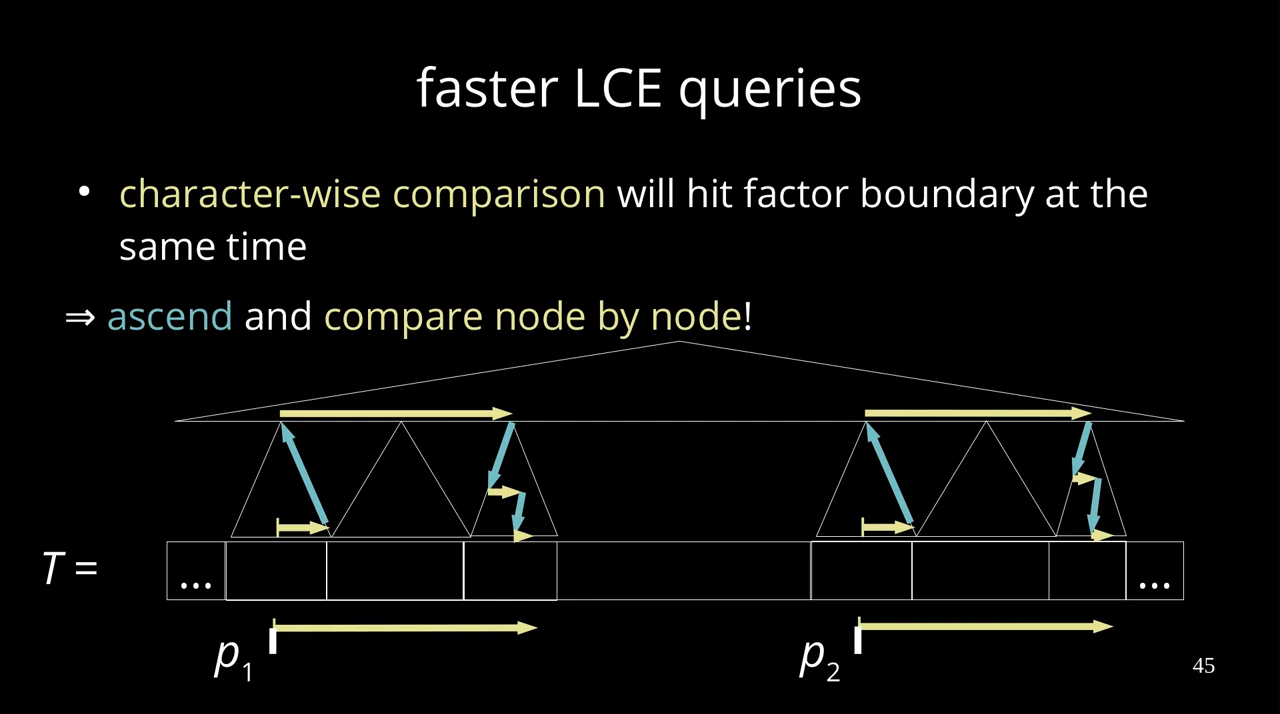 faster LCE queries
• character-wise comparison will hit factor boundary at the
same time
⇒ ascend and compare node by node!
T =
... ...
p1 p2
45